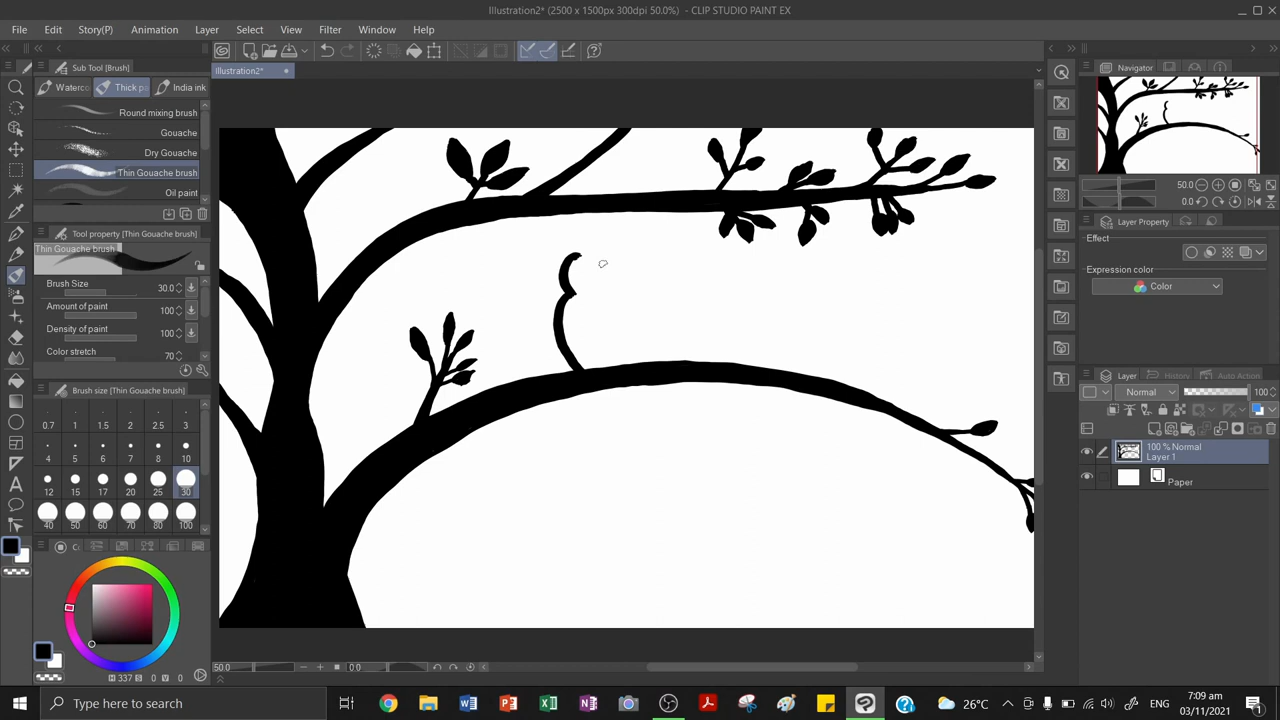 Illustration2* (2500 x 1500px 300dpi 50.0%) - CLIP STUDIO PAINT EX
File Edit Story(P) Animation Layer Select View Filter Window Help
Sub Tool [Brush]
Illustration2*
Thick p
India ink
Round mixing brush
Gouache
Dry Gouache
Thin Gouache brush
Oil paint
Tool property [Thin Gouache brush]
Thin Gouache brush
Brush Size 30.0
Amount of paint 100
Density of paint 100
Color stretch 70
Brush size [Thin Gouache brush]
0.7 1 1.5 2 2.5 3
4 5 6 7 8 10
12 15 17 20 25 30
40 50 60 70 80 100
H 337 S 0 V 0
50.0 0.0
Navigator
50.0
0.0
Layer Property
Effect
Expression color
Color
Layer History Auto Action
Normal 100
100 % Normal
Layer 1
Paper
Type here to search
26°C ENG
7:09 am
03/11/2021